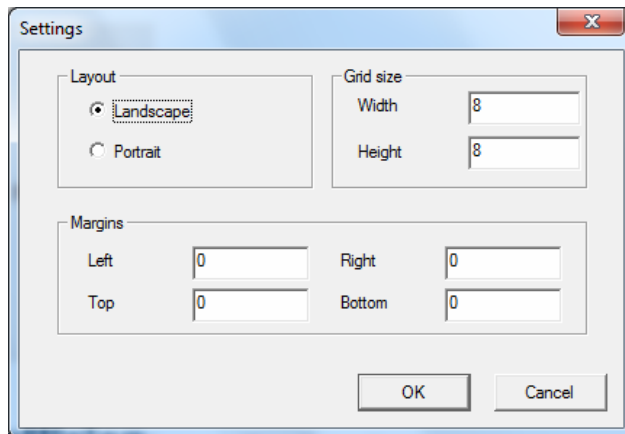 Settings
Layout
Landscape
Portrait
Grid size
Width 8
Height 8
Margins
Left 0 Right 0
Top 0 Bottom 0
OK Cancel